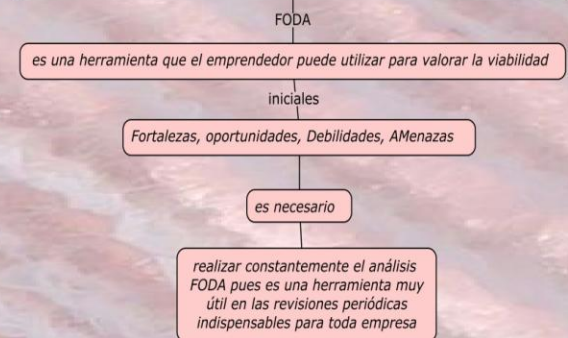 FODA
es una herramienta que el emprendedor puede utilizar para valorar la viabilidad
iniciales
Fortalezas, oportunidades, Debilidades, AMenazas
es necesario
realizar constantemente el análisis
FODA pues es una herramienta muy
útil en las revisiones periódicas
indispensables para toda empresa